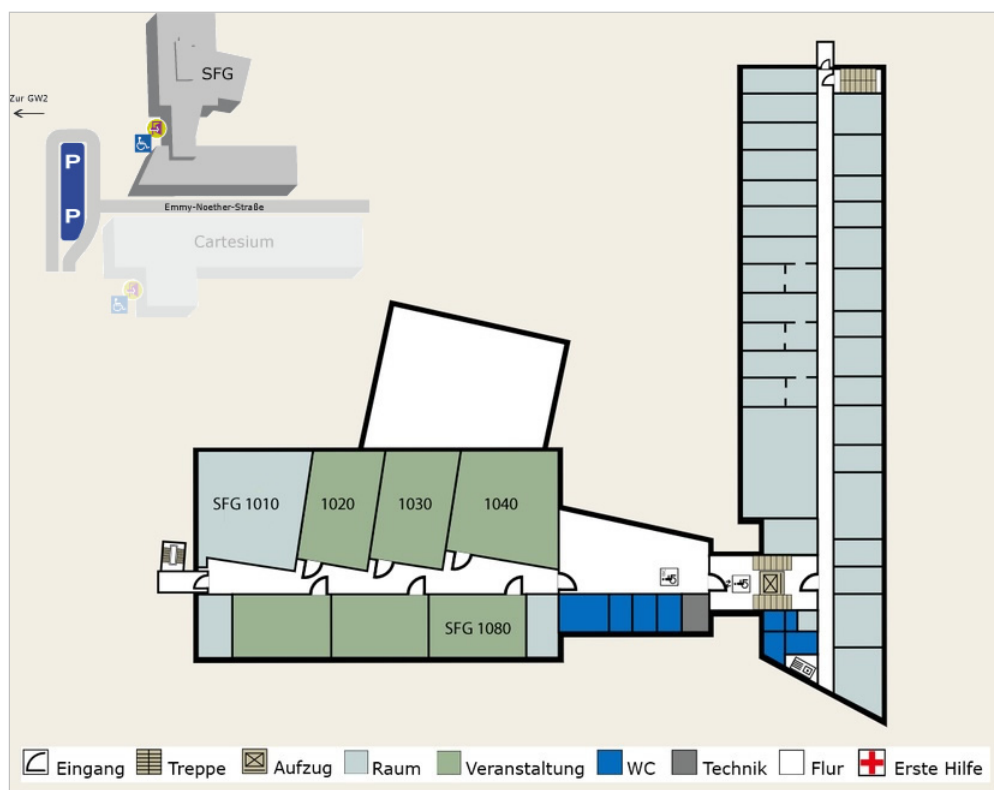 SFG
Zur GW2
P
P
Emmy-Noether-Straße
Cartesium
SFG 1010
1020
1030
1040
SFG 1080
Eingang
Treppe
Aufzug
Raum
Veranstaltung
WC
Technik
Flur
Erste Hilfe